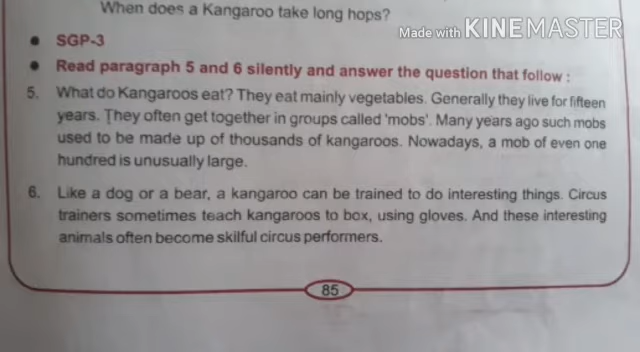 When does a Kangaroo take long hops?
Made with KINEMASTER
• SGP-3
• Read paragraph 5 and 6 silently and answer the question that follow :
5. What do Kangaroos eat? They eat mainly vegetables. Generally they live for fifteen
years. They often get together in groups called 'mobs'. Many years ago such mobs
used to be made up of thousands of kangaroos. Nowadays, a mob of even one
hundred is unusually large.
6. Like a dog or a bear, a kangaroo can be trained to do interesting things. Circus
trainers sometimes teach kangaroos to box, using gloves. And these interesting
animals often become skilful circus performers.
85